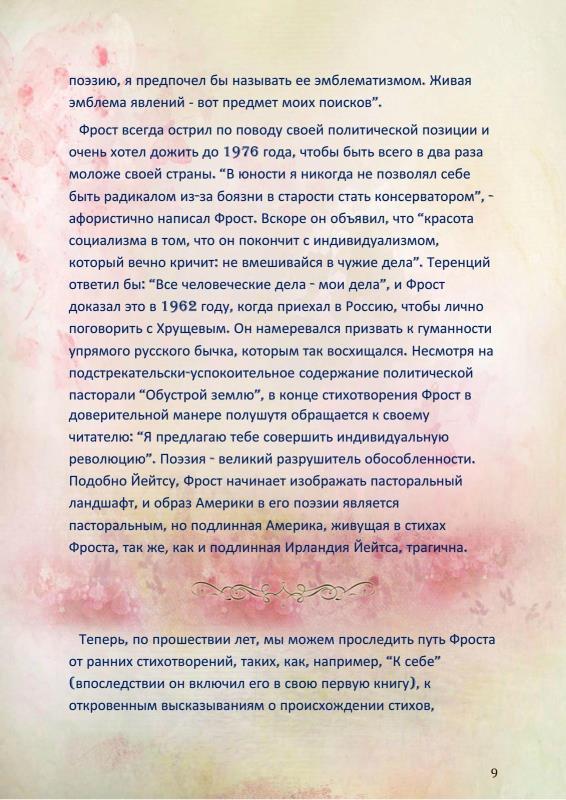 поэзию, я предпочел бы называть ее эмблематизмом. Живая
эмблема явлений - вот предмет моих поисков”.
Фрост всегда острил по поводу своей политической позиции и
очень хотел дожить до 1976 года, чтобы быть всего в два раза
моложе своей страны. “В юности я никогда не позволял себе
быть радикалом из-за боязни в старости стать консерватором”, -
афористично написал Фрост. Вскоре он объявил, что “красота
социализма в том, что он покончит с индивидуализмом,
который вечно кричит: не вмешивайся в чужие дела”. Теренций
ответил бы: “Все человеческие дела - мои дела”, и Фрост
доказал это в 1962 году, когда приехал в Россию, чтобы лично
поговорить с Хрущевым. Он намеревался призвать к гуманности
упрямого русского бычка, которым так восхищался. Несмотря на
подстрекательски-успокоительное содержание политической
пасторали “Обустрой землю”, в конце стихотворения Фрост в
доверительной манере полушутя обращается к своему
читателю: “Я предлагаю тебе совершить индивидуальную
революцию”. Поэзия - великий разрушитель обособленности.
Подобно Йейтсу, Фрост начинает изображать пасторальный
ландшафт, и образ Америки в его поэзии является
пасторальным, но подлинная Америка, живущая в стихах
Фроста, так же, как и подлинная Ирландия Йейтса, трагична.
Теперь, по прошествии лет, мы можем проследить путь Фроста
от ранних стихотворений, таких, как, например, “К себе”
(впоследствии он включил его в свою первую книгу), к
откровенным высказываниям о происхождении стихов,
9